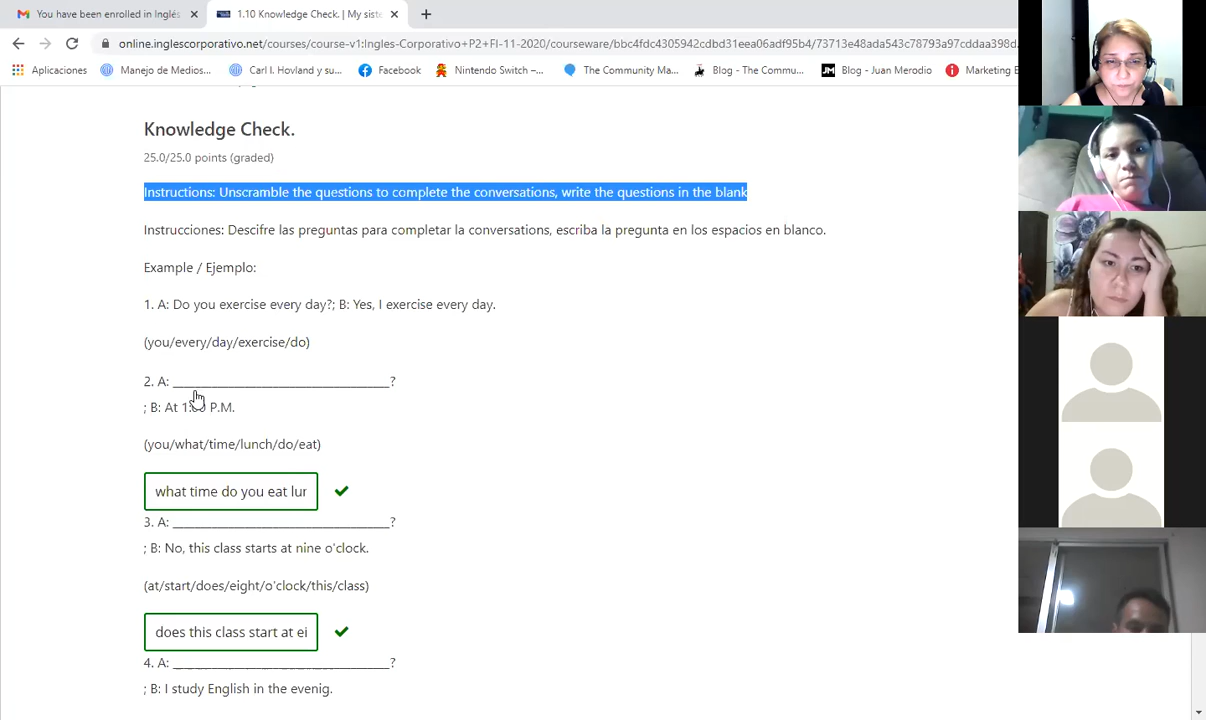 You have been enrolled in Inglés
1.10 Knowledge Check. | My siste
online.inglescorporativo.net/courses/course-v1:Ingles-Corporativo+P2+FI-11-2020/courseware/bbc4fdc4305942cdbd31eea06adf95b4/73713e48ada543c78793a97cddaa398d
Aplicaciones
Manejo de Medios...
Carl I. Hovland y su...
Facebook
Nintendo Switch –...
The Community Ma...
Blog - The Commu...
JM Blog - Juan Merodio
Marketing E
Knowledge Check.
25.0/25.0 points (graded)
Instructions: Unscramble the questions to complete the conversations, write the questions in the blank
Instrucciones: Descifre las preguntas para completar la conversations, escriba la pregunta en los espacios en blanco.
Example / Ejemplo:
1. A: Do you exercise every day?; B: Yes, I exercise every day.
(you/every/day/exercise/do)
2. A: ________________________________?
; B: At P.M.
(you/what/time/lunch/do/eat)
what time do you eat lur
3. A: ________________________________?
; B: No, this class starts at nine o'clock.
(at/start/does/eight/o'clock/this/class)
does this class start at ei
4. A: ________________________________?
; B: I study English in the evenig.